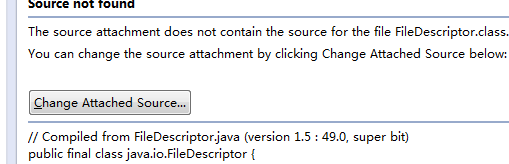 Source not found
The source attachment does not contain the source for the file FileDescriptor.class.
You can change the source attachment by clicking Change Attached Source below:
Change Attached Source...
// Compiled from FileDescriptor.java (version 1.5 : 49.0, super bit)
public final class java.io.FileDescriptor {